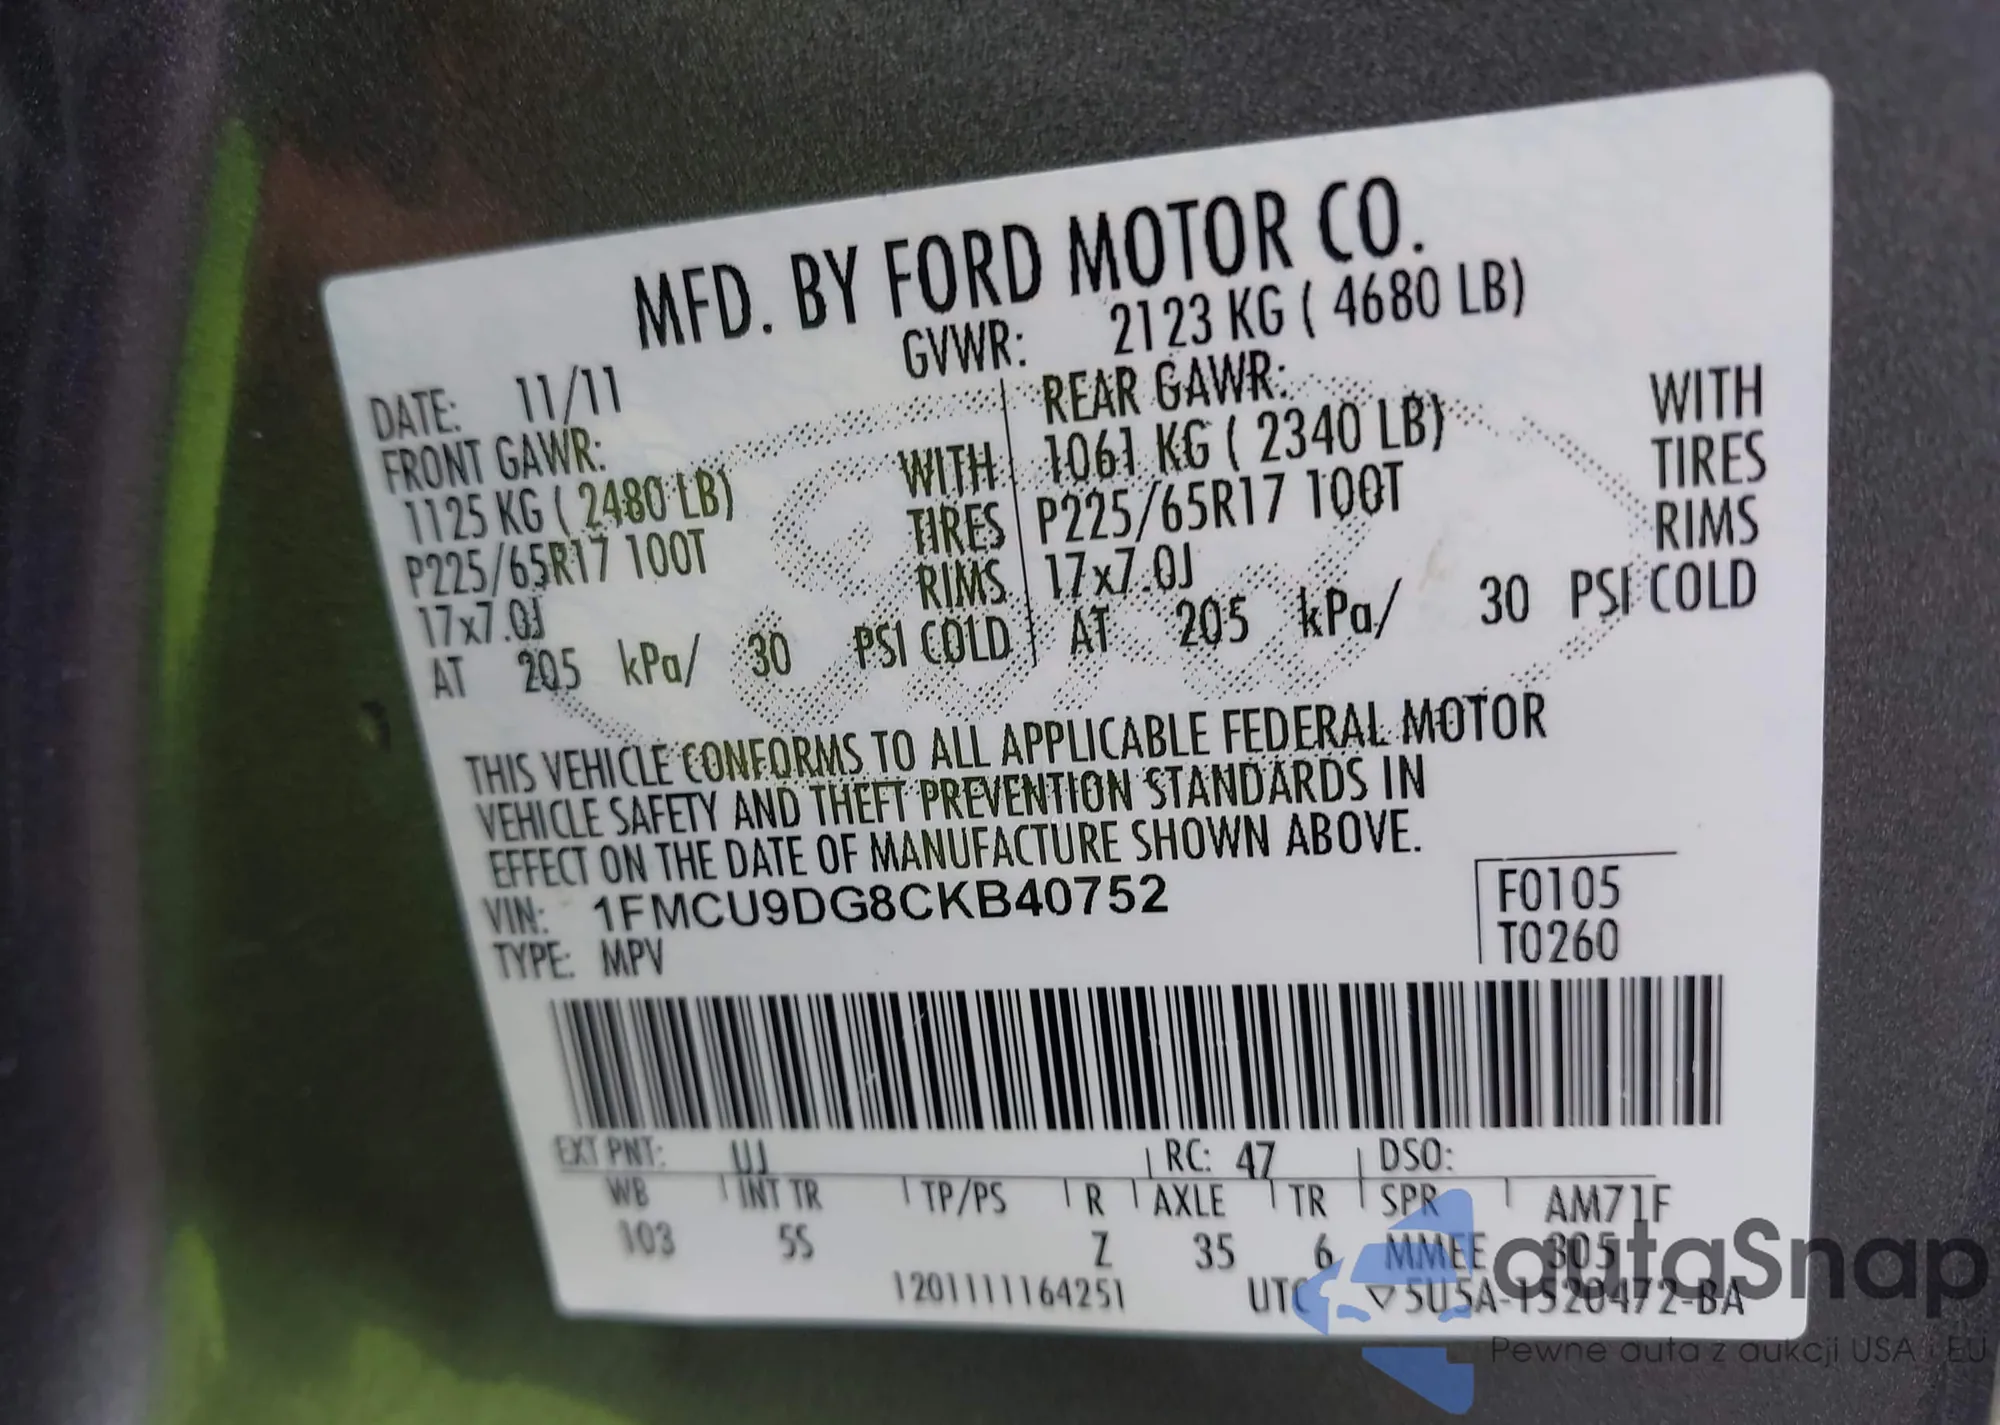 MFD. BY FORD MOTOR CO.
DATE: 11/11 GVWR: 2123 KG ( 4680 LB)
FRONT GAWR: REAR GAWR:
1125 KG ( 2480 LB) WITH 1061 KG ( 2340 LB) WITH
P225/65R17 100T TIRES P225/65R17 100T TIRES
17x7.0J RIMS 17x7.0J RIMS
AT 205 kPa/ 30 PSI COLD AT 205 kPa/ 30 PSI COLD
THIS VEHICLE CONFORMS TO ALL APPLICABLE FEDERAL MOTOR
VEHICLE SAFETY AND THEFT PREVENTION STANDARDS IN
EFFECT ON THE DATE OF MANUFACTURE SHOWN ABOVE.
VIN: 1FMCU9DG8CKB40752 F0105
TYPE: MPV T0260
EXT PNT: UJ RC: 47 DSO:
WB INT TR TP/PS R AXLE TR SPR AM71F
103 5S Z 35 6 MMEE 305
1201111164251 UTC ▽5U5A-1520472-BA
autaSnap
Pewne auta z aukcji USA i EU